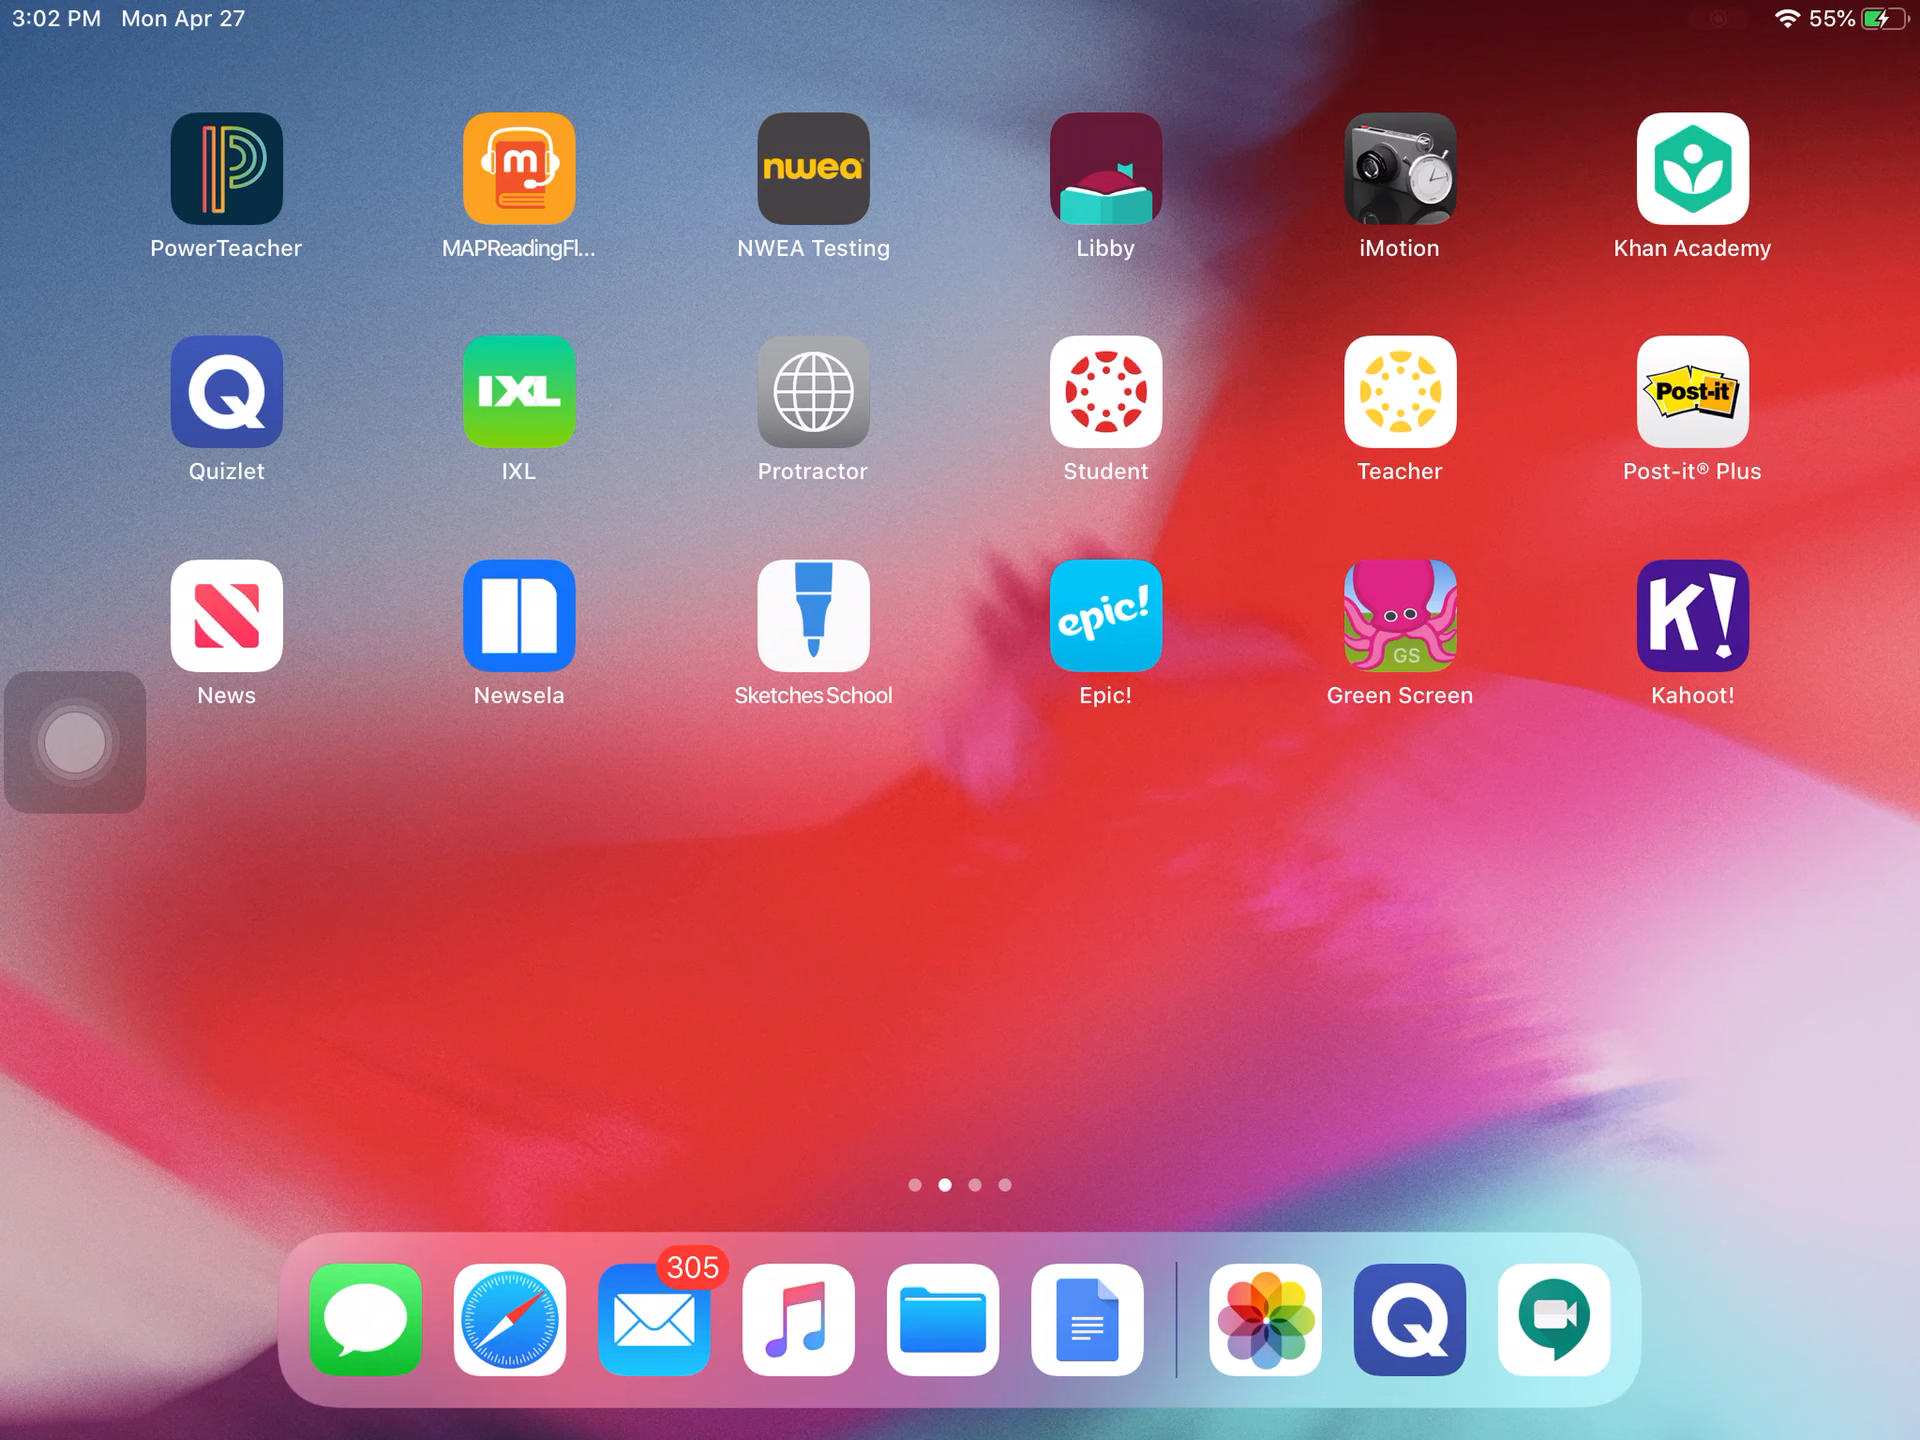 3:02 PM Mon Apr 27
55%
m
nwea
PowerTeacher
MAPReadingFl...
NWEA Testing
Libby
iMotion
Khan Academy
Q
IXL
Post-it
Quizlet
IXL
Protractor
Student
Teacher
Post-it® Plus
epic!
GS
K!
News
Newsela
Sketches School
Epic!
Green Screen
Kahoot!
305
Q